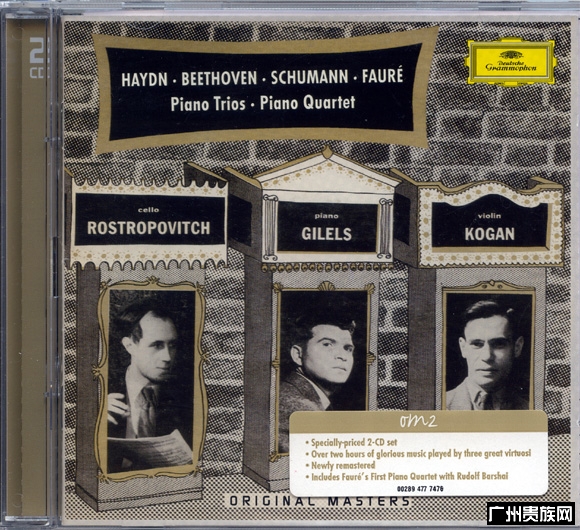 2
CD
HAYDN · BEETHOVEN · SCHUMANN · FAURÉ
Piano Trios · Piano Quartet
Deutsche
Grammophon
cello
ROSTROPOVITCH
piano
GILELS
violin
KOGAN
om2
• Specially-priced 2-CD set
• Over two hours of glorious music played by three great virtuosi
• Newly remastered
• Includes Fauré's First Piano Quartet with Rudolf Barshai
00289 477 7476
ORIGINAL MASTERS
广州贵族网